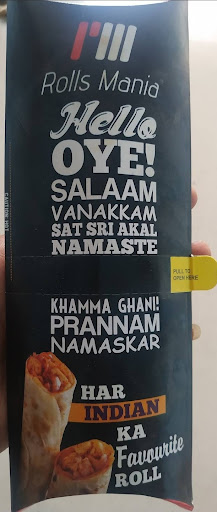 Rolls Mania
Hello
OYE!
SALAAM
VANAKKAM
SAT SRI AKAL
NAMASTE
PULL TO
OPEN HERE
KHAMMA GHANI!
PRANNAM
NAMASKAR
HAR
INDIAN
KA
Favourite
ROLL